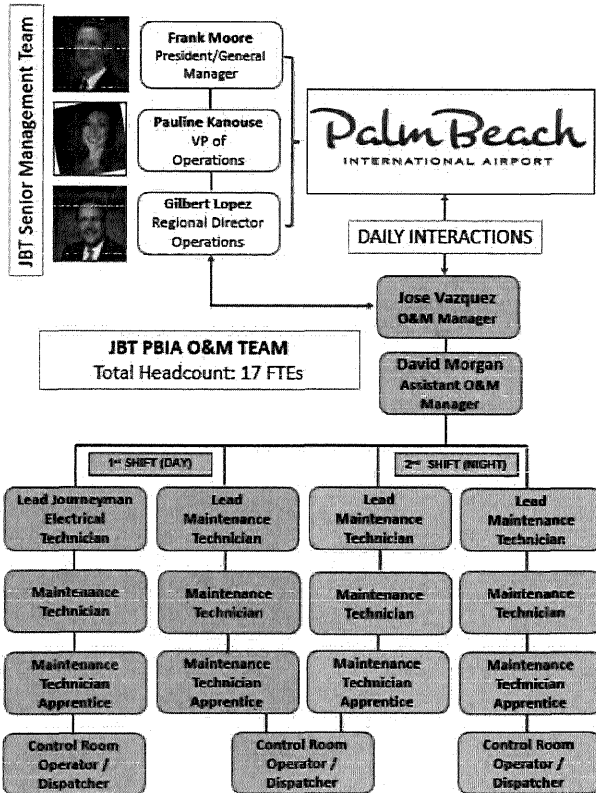 JBT Senior Management Team
Frank Moore
President/General
Manager
Pauline Kanouse
VP of
Operations
Gilbert Lopez
Regional Director
Operations
Palm Beach
INTERNATIONAL AIRPORT
DAILY INTERACTIONS
Jose Vazquez
O&M Manager
JBT PBIA O&M TEAM
Total Headcount: 17 FTEs
David Morgan
Assistant O&M
Manager
1st SHIFT (DAY)
2nd SHIFT (NIGHT)
Lead Journeyman
Electrical
Technician
Lead
Maintenance
Technician
Lead
Maintenance
Technician
Lead
Maintenance
Technician
Maintenance
Technician
Maintenance
Technician
Maintenance
Technician
Maintenance
Technician
Maintenance
Technician
Apprentice
Maintenance
Technician
Apprentice
Maintenance
Technician
Apprentice
Maintenance
Technician
Apprentice
Control Room
Operator /
Dispatcher
Control Room
Operator /
Dispatcher
Control Room
Operator /
Dispatcher